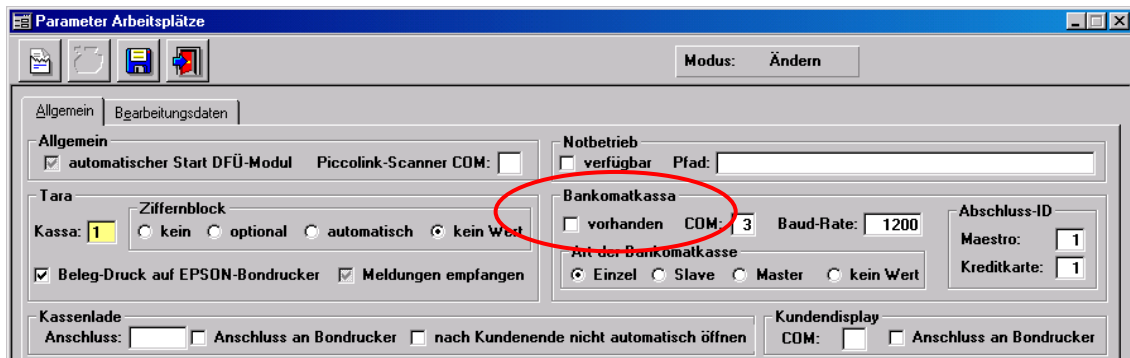 Parameter Arbeitsplätze
Modus: Ändern
Allgemein Bearbeitungsdaten
Allgemein
automatischer Start DFÜ-Modul Piccolink-Scanner COM:
Notbetrieb
verfügbar Pfad:
Tara
Ziffernblock
Kassa: 1 kein optional automatisch kein Wert
Beleg-Druck auf EPSON-Bondrucker Meldungen empfangen
Bankomatkassa
vorhanden COM: 3 Baud-Rate: 1200
Art der Bankomatkasse
Einzel Slave Master kein Wert
Abschluss-ID
Maestro: 1
Kreditkarte: 1
Kassenlade
Anschluss: Anschluss an Bondrucker nach Kundenende nicht automatisch öffnen
Kundendisplay
COM: Anschluss an Bondrucker